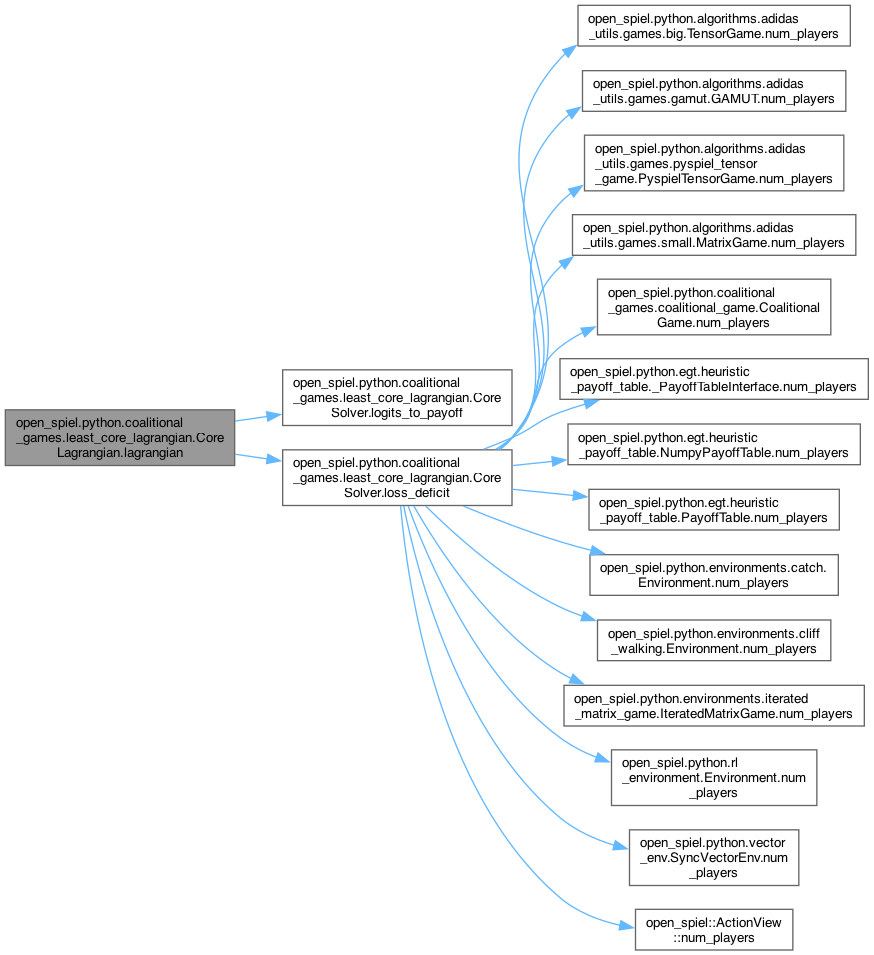 open_spiel.python.coalitional
_games.least_core_lagrangian.Core
Lagrangian.lagrangian
open_spiel.python.coalitional
_games.least_core_lagrangian.Core
Solver.logits_to_payoff
open_spiel.python.coalitional
_games.least_core_lagrangian.Core
Solver.loss_deficit
open_spiel.python.algorithms.adidas
_utils.games.big.TensorGame.num_players
open_spiel.python.algorithms.adidas
_utils.games.gamut.GAMUT.num_players
open_spiel.python.algorithms.adidas
_utils.games.pyspiel_tensor
_game.PyspielTensorGame.num_players
open_spiel.python.algorithms.adidas
_utils.games.small.MatrixGame.num_players
open_spiel.python.coalitional
_games.coalitional_game.Coalitional
Game.num_players
open_spiel.python.egt.heuristic
_payoff_table._PayoffTableInterface.num_players
open_spiel.python.egt.heuristic
_payoff_table.NumpyPayoffTable.num_players
open_spiel.python.egt.heuristic
_payoff_table.PayoffTable.num_players
open_spiel.python.environments.catch.
Environment.num_players
open_spiel.python.environments.cliff
_walking.Environment.num_players
open_spiel.python.environments.iterated
_matrix_game.IteratedMatrixGame.num_players
open_spiel.python.rl
_environment.Environment.num
_players
open_spiel.python.vector
_env.SyncVectorEnv.num
_players
open_spiel::ActionView
::num_players